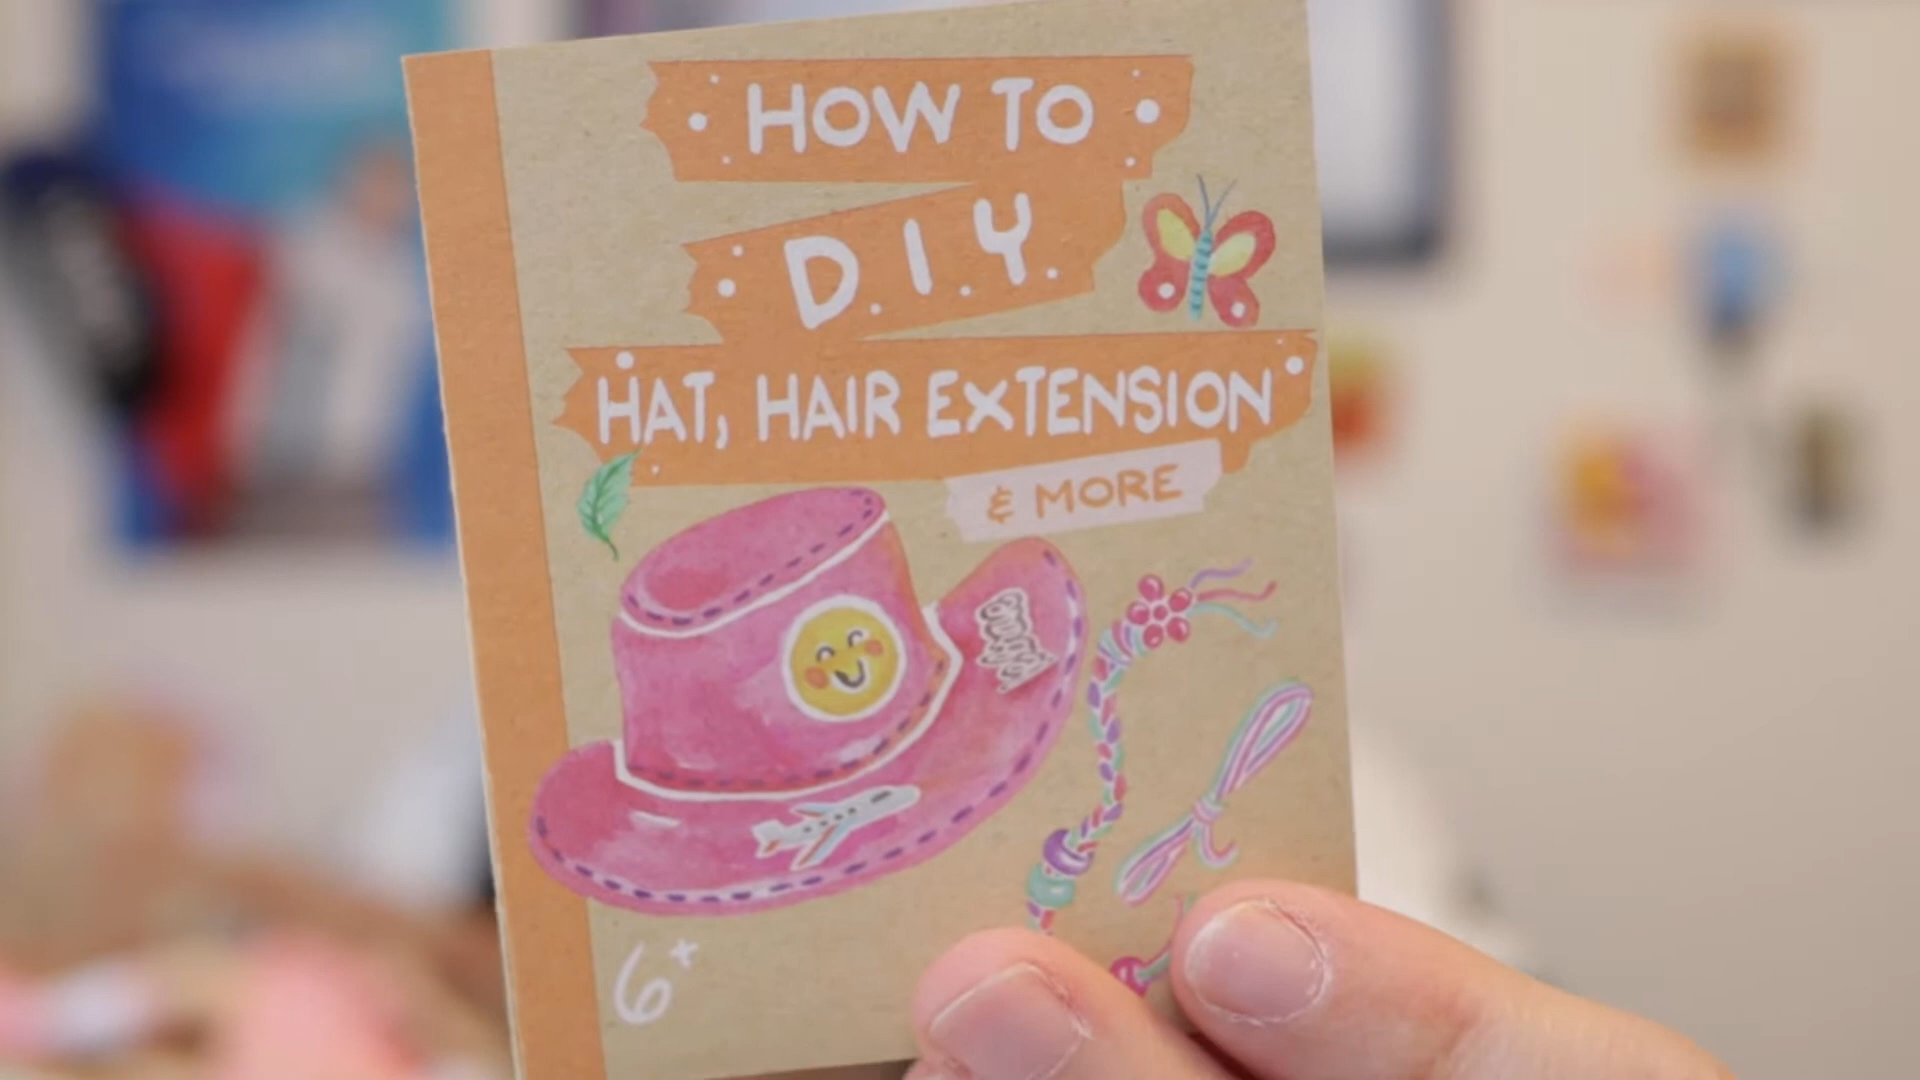 HOW TO
D.I.Y.
HAT, HAIR EXTENSION
& MORE
6*